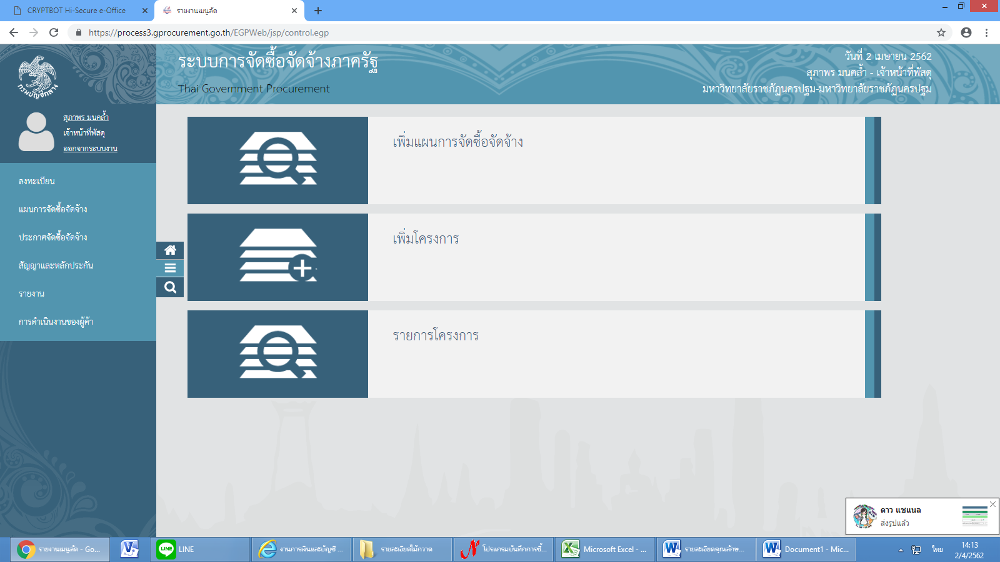 CRYPTBOT Hi-Secure e-Office
รายงานเมนูลัด
https://process3.gprocurement.go.th/EGPWeb/jsp/control.egp
กรมบัญชีกลาง
ระบบการจัดซื้อจัดจ้างภาครัฐ
Thai Government Procurement
วันที่ 2 เมษายน 2562
สุภาพร มนคล้ำ - เจ้าหน้าที่พัสดุ
มหาวิทยาลัยราชภัฏนครปฐม-มหาวิทยาลัยราชภัฏนครปฐม
สุภาพร มนคล้ำ
เจ้าหน้าที่พัสดุ
ออกจากระบบงาน
ลงทะเบียน
แผนการจัดซื้อจัดจ้าง
ประกาศจัดซื้อจัดจ้าง
สัญญาและหลักประกัน
รายงาน
การดำเนินงานของผู้ค้า
เพิ่มแผนการจัดซื้อจัดจ้าง
เพิ่มโครงการ
รายการโครงการ
ดาว แชแนล
ส่งรูปแล้ว
รายงานเมนูลัด - Go...
LINE
LINE
งานการเงินและบัญชี ...
รายละเอียดไม้กวาด
โปรแกรมบันทึกการซื้...
Microsoft Excel - ...
รายละเอียดคุณลักษ...
Document1 - Mic...
ไทย
14:13
2/4/2562